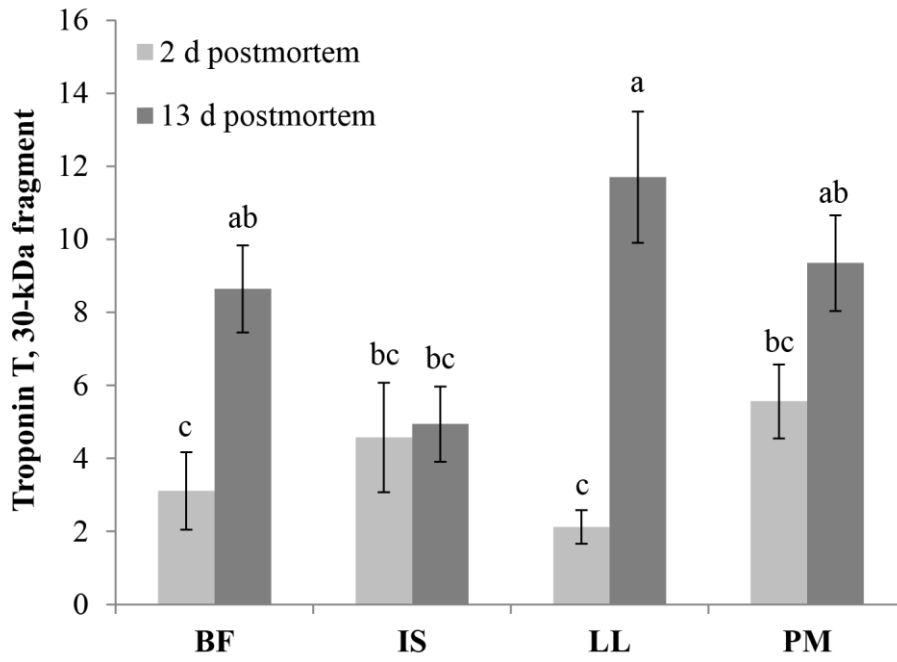 Troponin T, 30-kDa fragment
16
14
12
10
8
6
4
2
0
2 d postmortem
13 d postmortem
c
ab
bc
bc
c
a
bc
ab
BF
IS
LL
PM